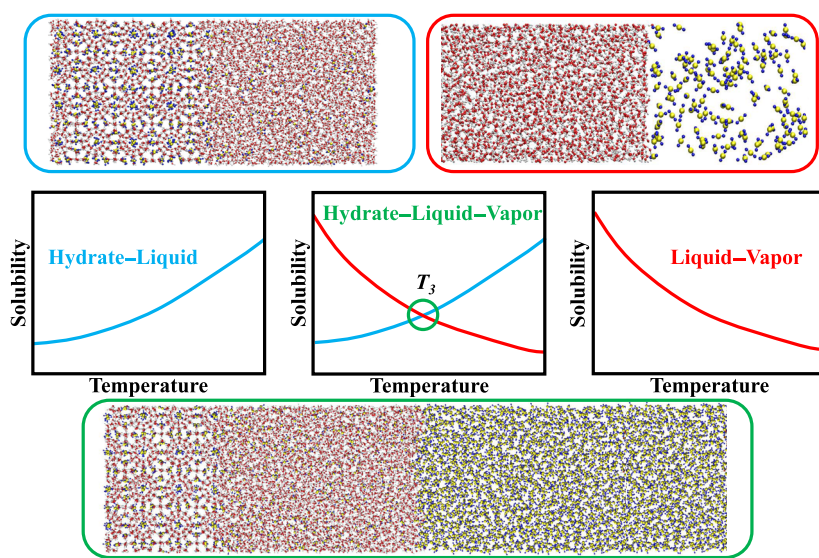 Solubility
Hydrate–Liquid
Temperature
Solubility
Hydrate–Liquid–Vapor
T3
Temperature
Solubility
Liquid–Vapor
Temperature